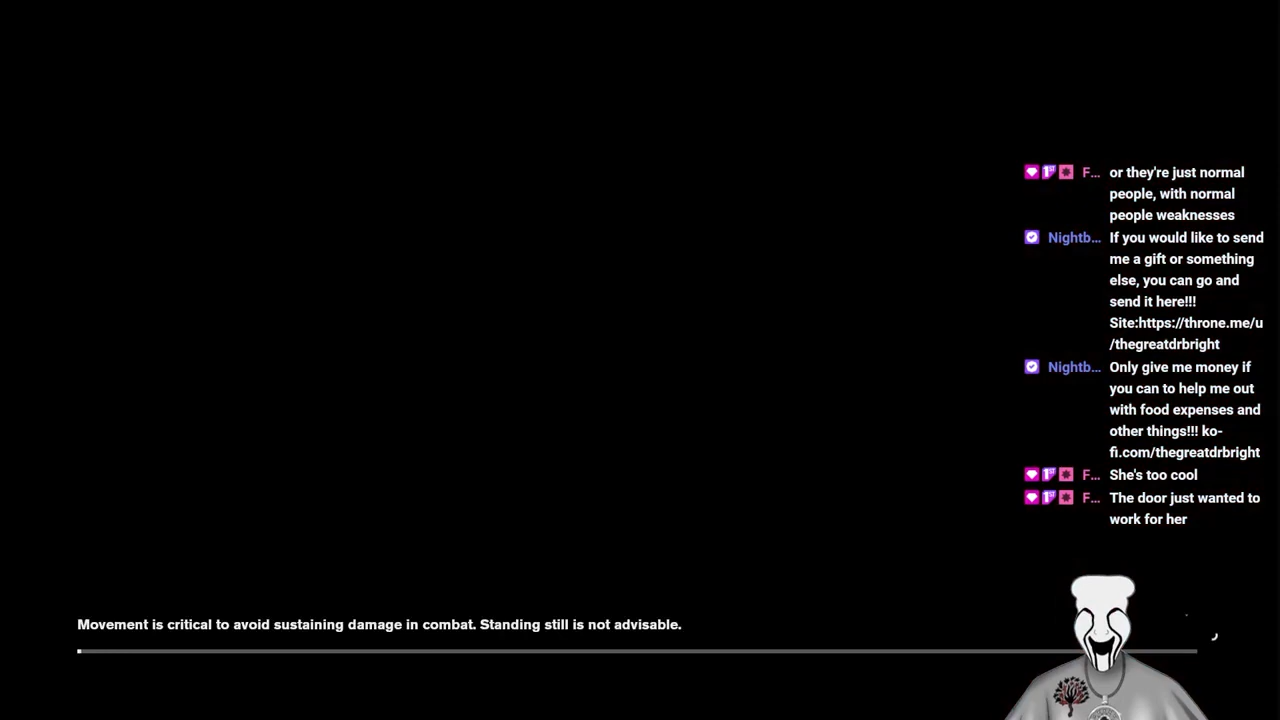 F... or they're just normal
people, with normal
people weaknesses
Nightb... If you would like to send
me a gift or something
else, you can go and
send it here!!!
Site:https://throne.me/u
/thegreatdrbright
Nightb... Only give me money if
you can to help me out
with food expenses and
other things!!! ko-
fi.com/thegreatdrbright
F... She's too cool
F... The door just wanted to
work for her
Movement is critical to avoid sustaining damage in combat. Standing still is not advisable.